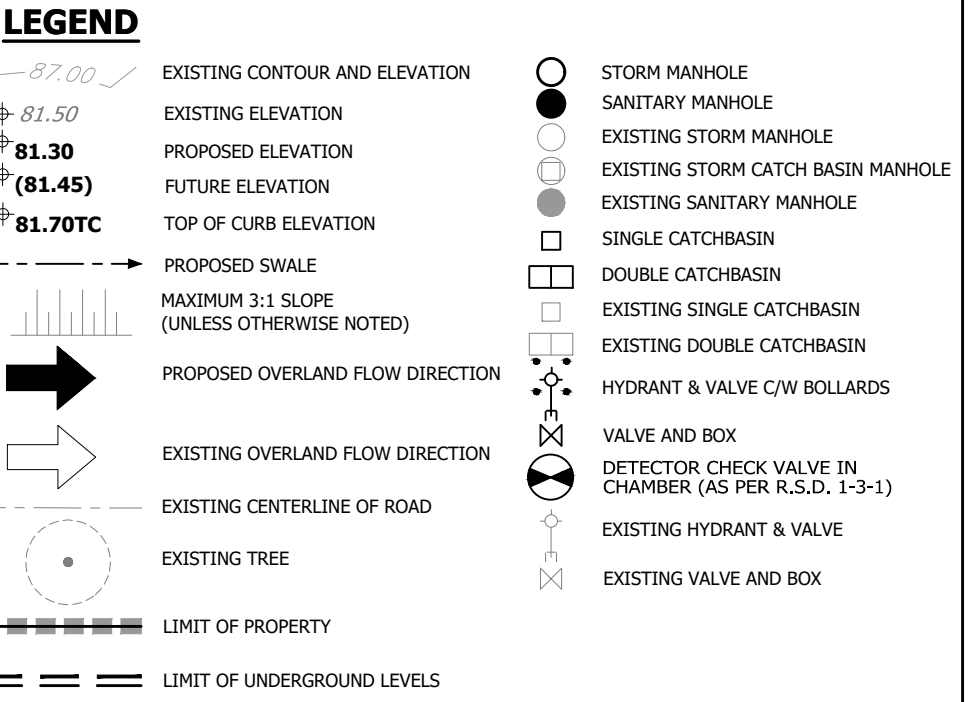 LEGEND
87.00 EXISTING CONTOUR AND ELEVATION
81.50 EXISTING ELEVATION
81.30 PROPOSED ELEVATION
(81.45) FUTURE ELEVATION
81.70TC TOP OF CURB ELEVATION
PROPOSED SWALE
MAXIMUM 3:1 SLOPE
(UNLESS OTHERWISE NOTED)
PROPOSED OVERLAND FLOW DIRECTION
EXISTING OVERLAND FLOW DIRECTION
EXISTING CENTERLINE OF ROAD
EXISTING TREE
LIMIT OF PROPERTY
LIMIT OF UNDERGROUND LEVELS
STORM MANHOLE
SANITARY MANHOLE
EXISTING STORM MANHOLE
EXISTING STORM CATCH BASIN MANHOLE
EXISTING SANITARY MANHOLE
SINGLE CATCHBASIN
DOUBLE CATCHBASIN
EXISTING SINGLE CATCHBASIN
EXISTING DOUBLE CATCHBASIN
HYDRANT & VALVE C/W BOLLARDS
VALVE AND BOX
DETECTOR CHECK VALVE IN
CHAMBER (AS PER R.S.D. 1-3-1)
EXISTING HYDRANT & VALVE
EXISTING VALVE AND BOX